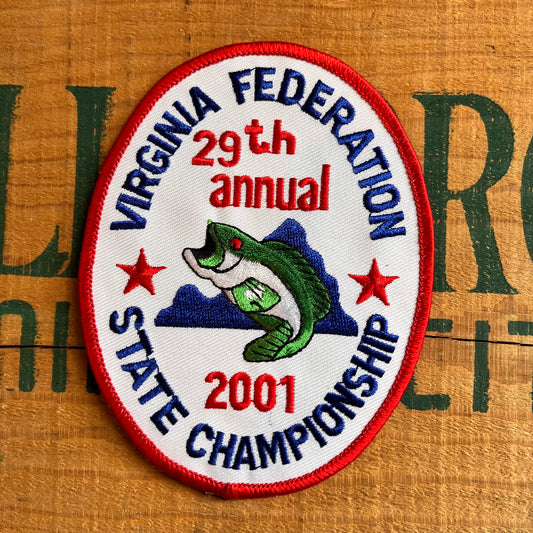 VIRGINIA FEDERATION
29th
annual
2001
STATE CHAMPIONSHIP